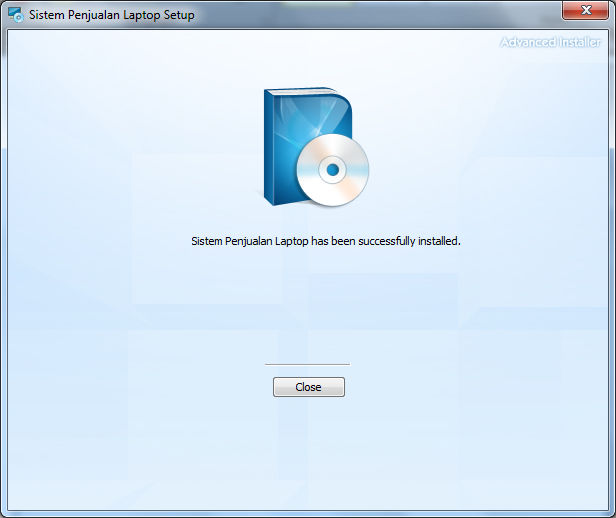 Sistem Penjualan Laptop Setup
Advanced Installer
Sistem Penjualan Laptop has been successfully installed.
Close